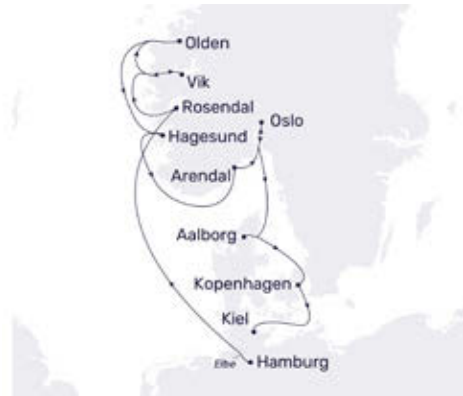 Olden
Vik
Rosendal
Oslo
Hagesund
Arendal
Aalborg
Kopenhagen
Kiel
Elbe
Hamburg